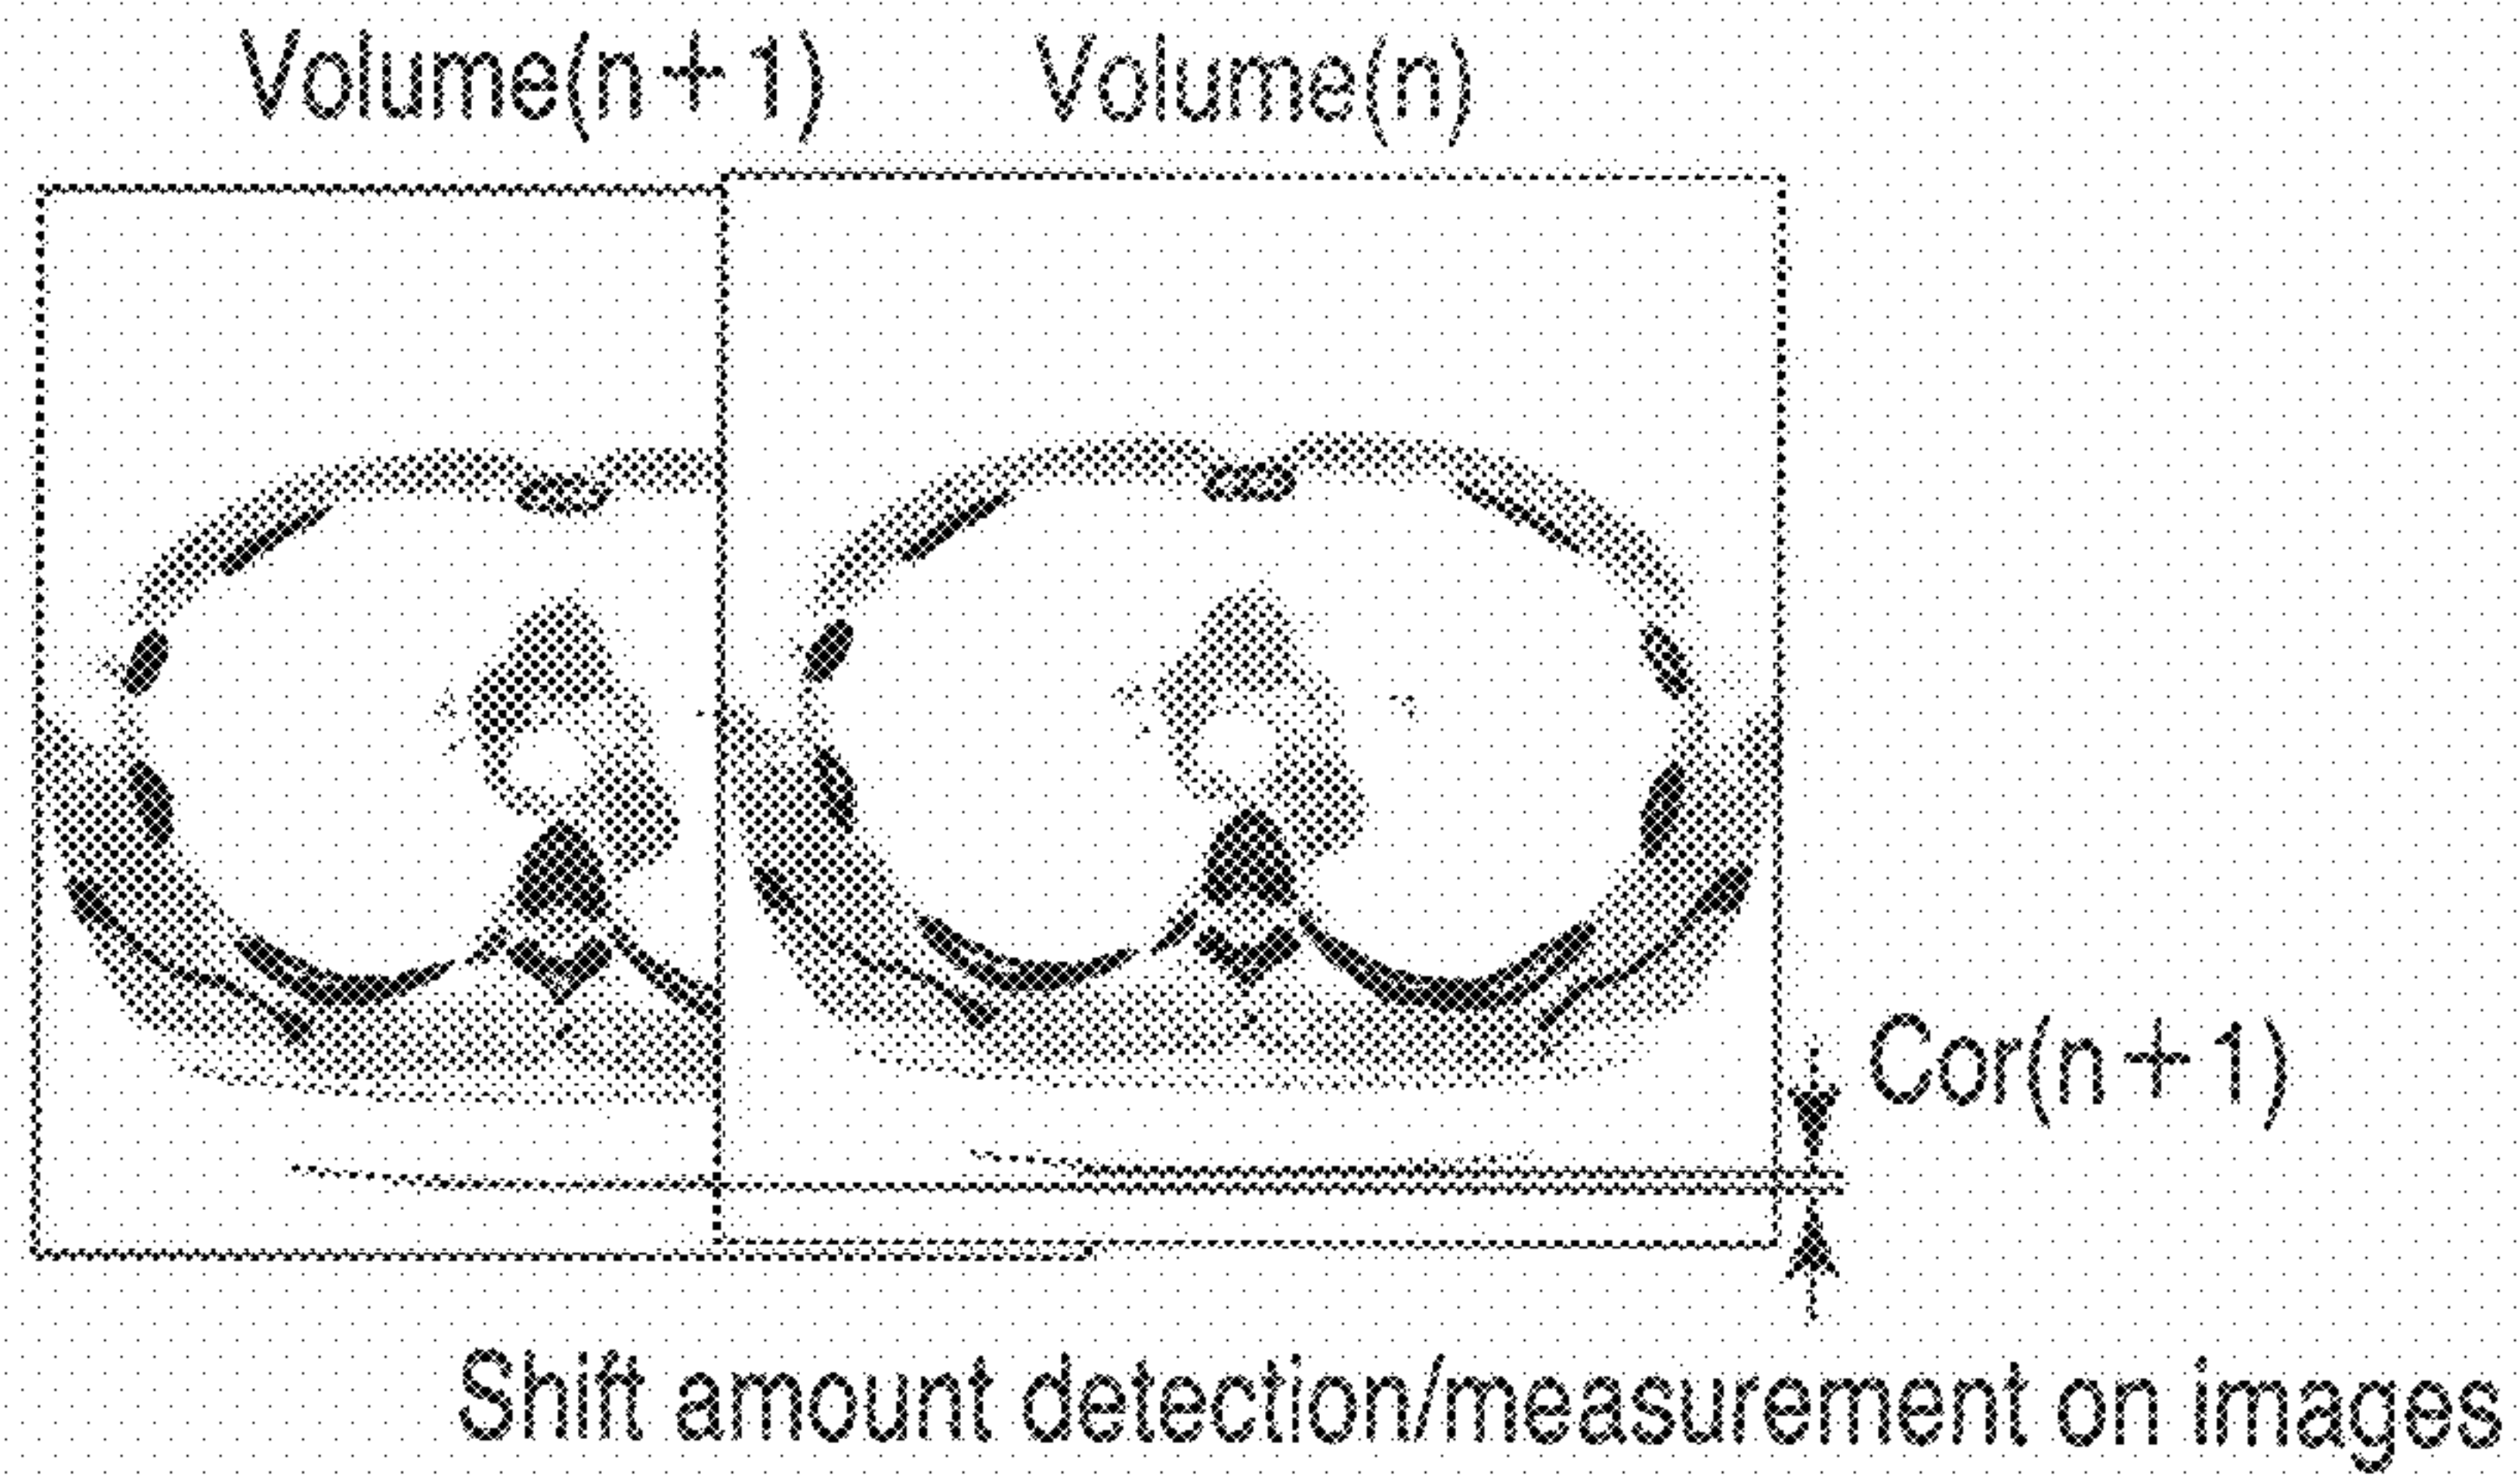 Volume(n+1)
Volume(n)
Cor(n+1)
Shift amount detection/measurement on images